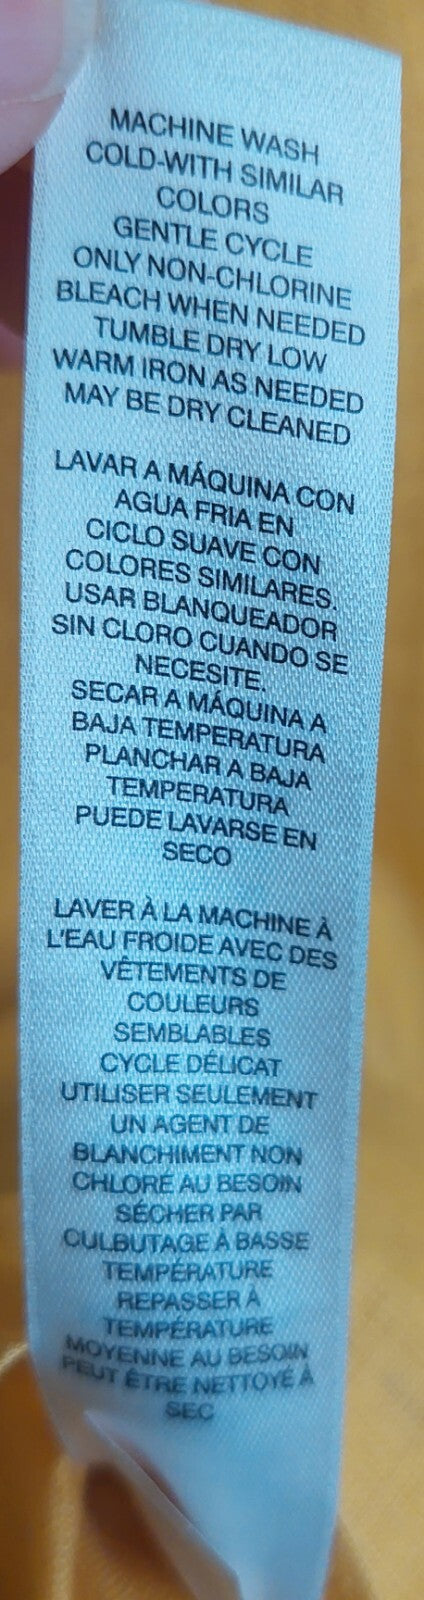 MACHINE WASH
COLD-WITH SIMILAR
COLORS
GENTLE CYCLE
ONLY NON-CHLORINE
BLEACH WHEN NEEDED
TUMBLE DRY LOW
WARM IRON AS NEEDED
MAY BE DRY CLEANED
LAVAR A MÁQUINA CON
AGUA FRIA EN
CICLO SUAVE CON
COLORES SIMILARES.
USAR BLANQUEADOR
SIN CLORO CUANDO SE
NECESITE.
SECAR A MÁQUINA A
BAJA TEMPERATURA
PLANCHAR A BAJA
TEMPERATURA
PUEDE LAVARSE EN
SECO
LAVER À LA MACHINE À
L'EAU FROIDE AVEC DES
VÊTEMENTS DE
COULEURS
SEMBLABLES
CYCLE DÉLICAT
UTILISER SEULEMENT
UN AGENT DE
BLANCHIMENT NON
CHLORÉ AU BESOIN
SÉCHER PAR
CULBUTAGE À BASSE
TEMPÉRATURE
REPASSER À
TEMPÉRATURE
MOYENNE AU BESOIN
PEUT ÊTRE NETTOYÉ À
SEC